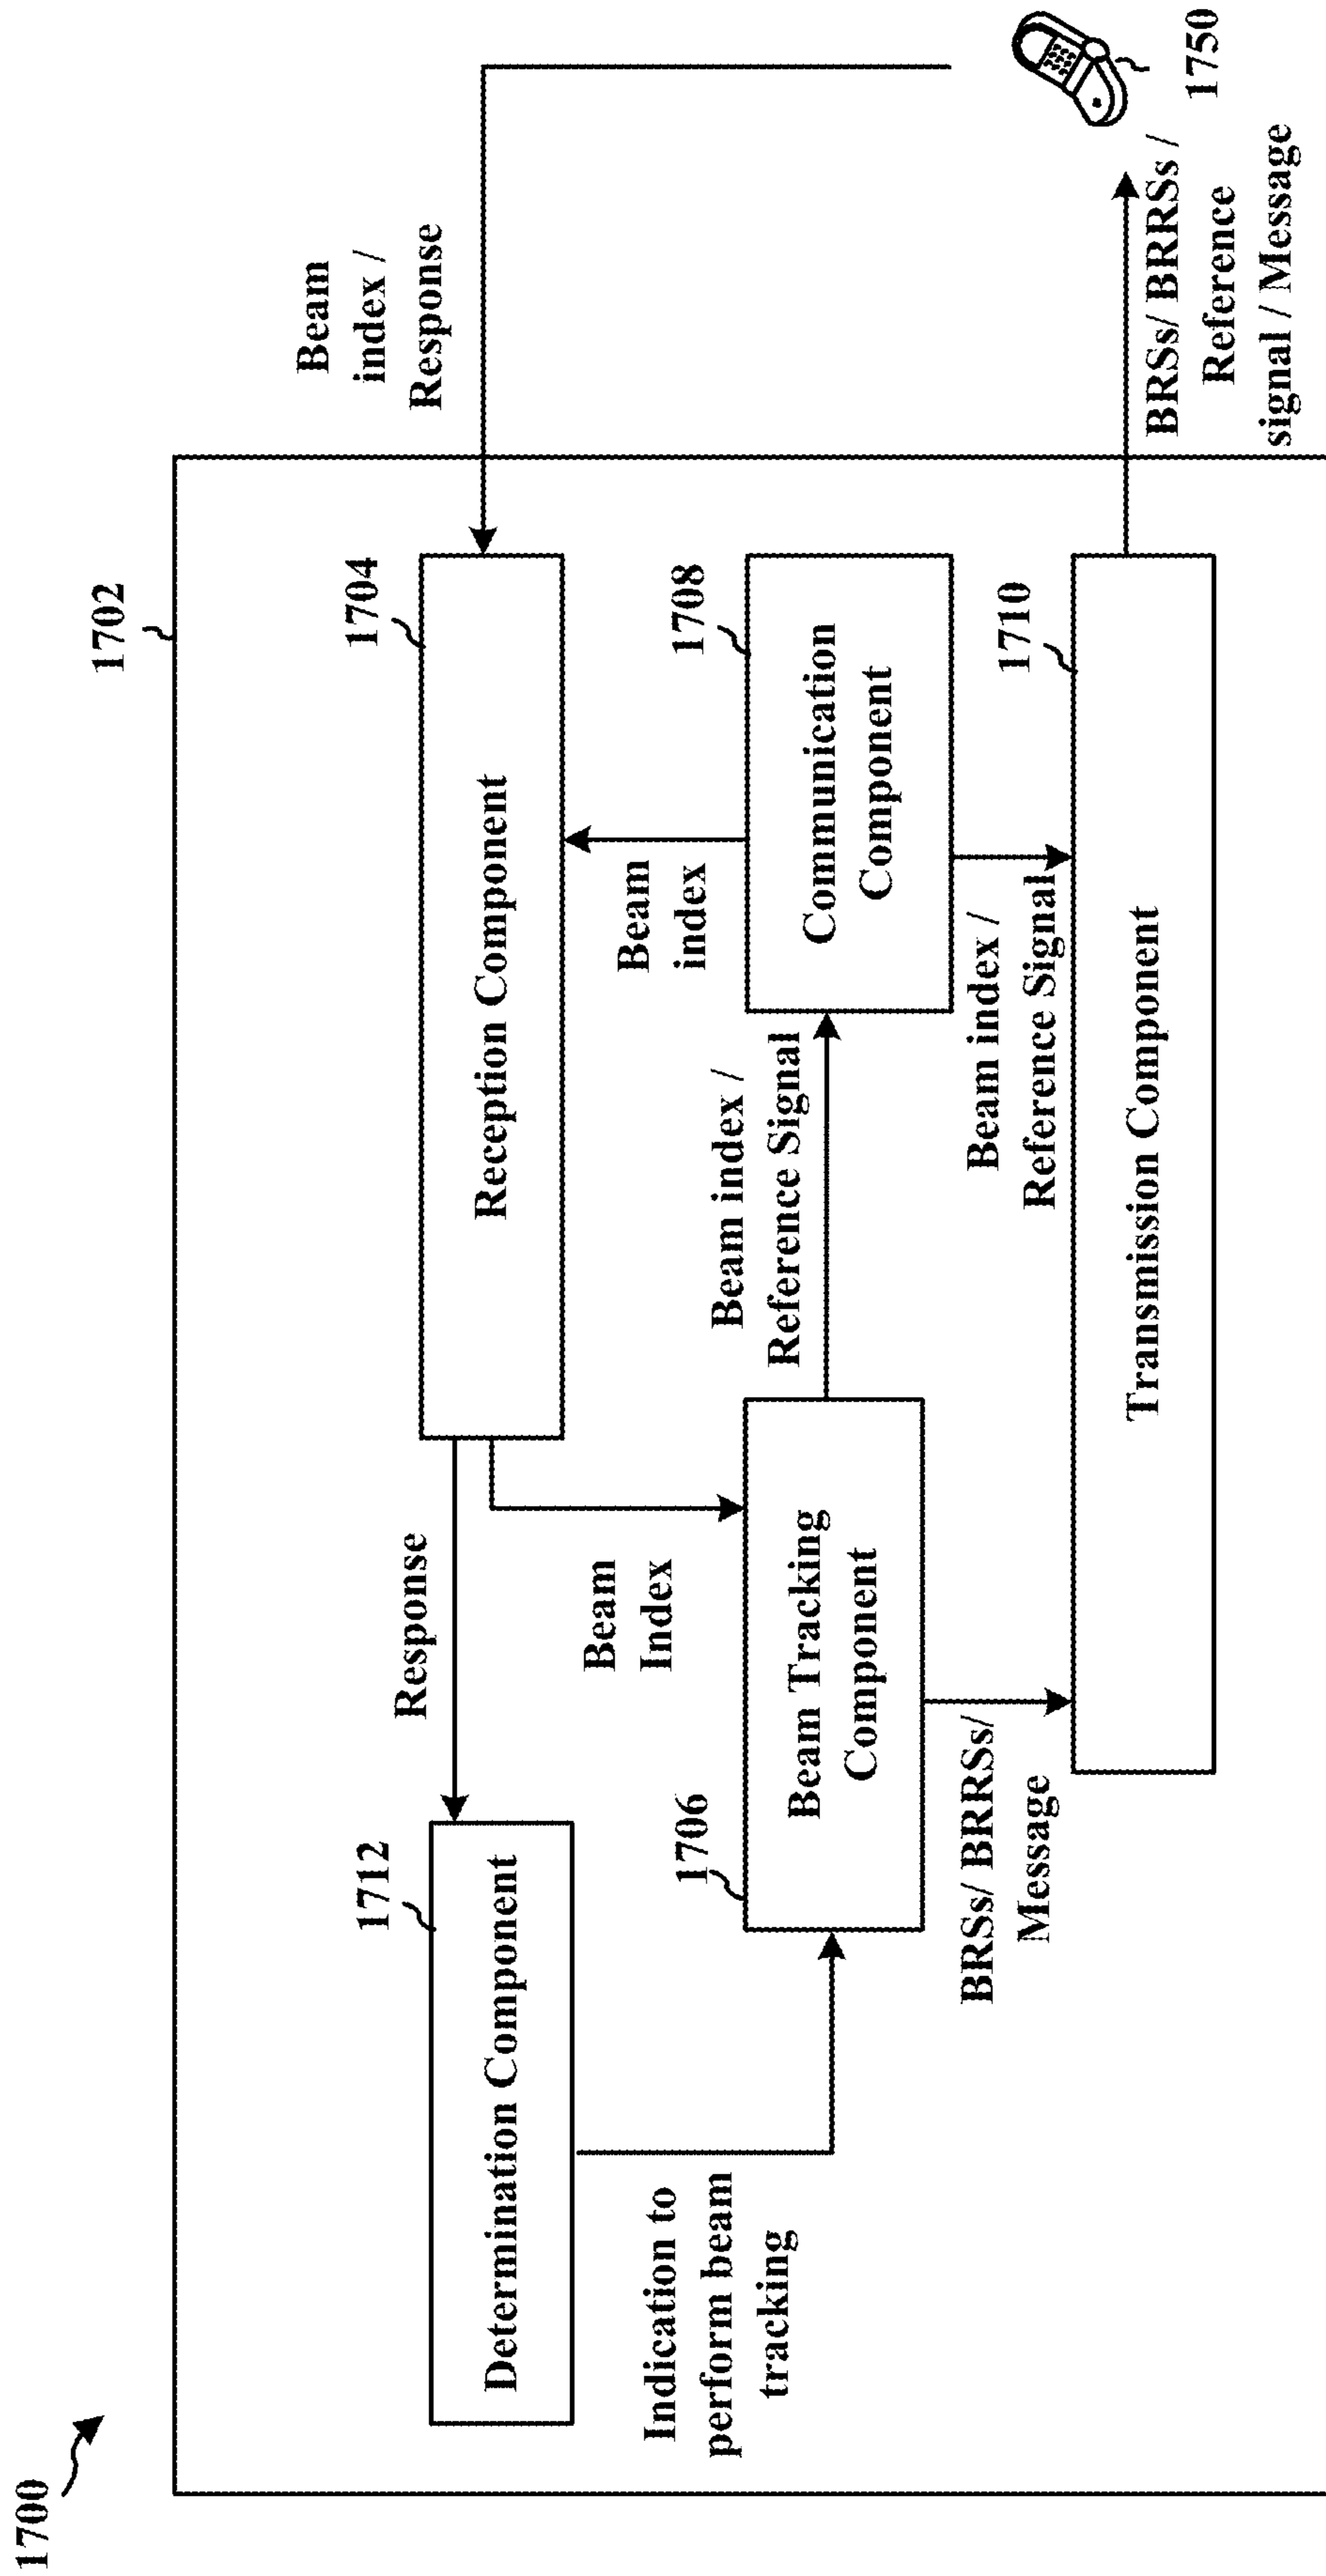 1700
1702
Beam
index /
Response
1712
1704
Response
Determination Component
Reception Component
Indication to
perform beam
tracking
Beam
Index
Beam
index
1706
1708
Beam Tracking
Component
Beam index /
Reference Signal
Communication
Component
BRSs/ BRRSs/
Message
Beam index /
Reference Signal
1710
Transmission Component
1750
BRSs/ BRRSs /
Reference
signal / Message